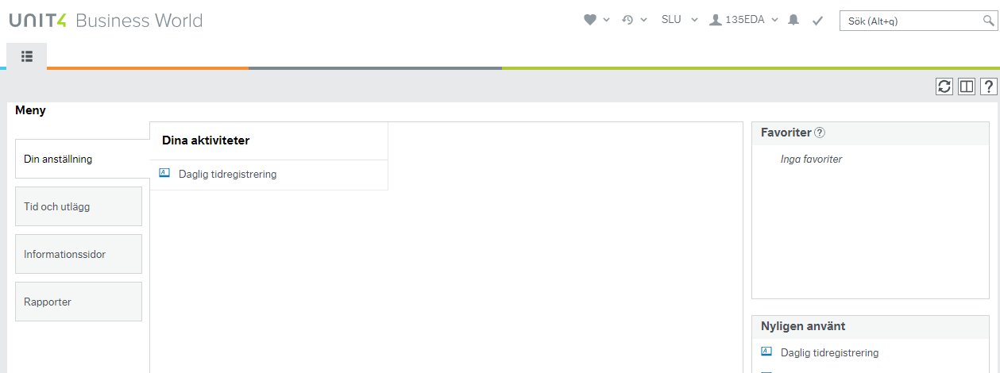 UNIT4 Business World
SLU
135EDA
Sök (Alt+q)
Meny
Din anställning
Tid och utlägg
Informationssidor
Rapporter
Dina aktiviteter
Daglig tidregistrering
Favoriter ?
Inga favoriter
Nyligen använt
Daglig tidregistrering